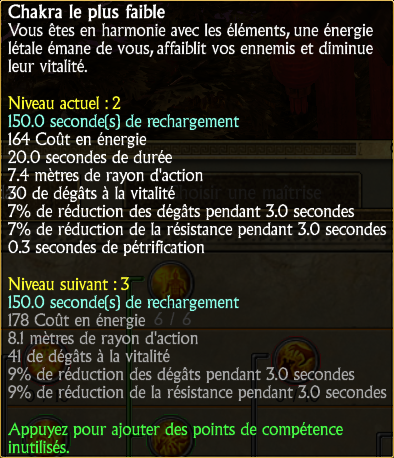 Chakra le plus faible
Vous êtes en harmonie avec les éléments, une énergie
létale émane de vous, affaiblit vos ennemis et diminue
leur vitalité.
Niveau actuel : 2
150.0 seconde(s) de rechargement
164 Coût en énergie
20.0 secondes de durée
7.4 mètres de rayon d'action
30 de dégâts à la vitalité
7% de réduction des dégâts pendant 3.0 secondes
7% de réduction de la résistance pendant 3.0 secondes
0.3 secondes de pétrification
Niveau suivant : 3
150.0 seconde(s) de rechargement
178 Coût en énergie 6 / 6
8.1 mètres de rayon d'action
41 de dégâts à la vitalité
9% de réduction des dégâts pendant 3.0 secondes
9% de réduction de la résistance pendant 3.0 secondes
Appuyez pour ajouter des points de compétence
inutilisés.